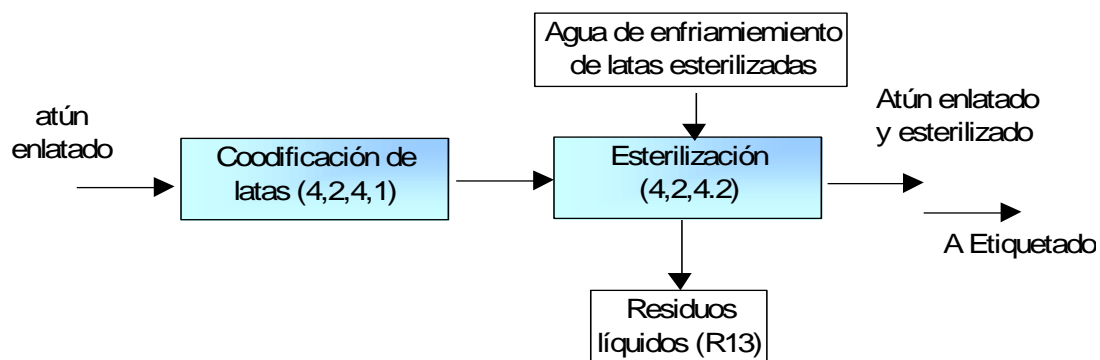 Agua de enfriamiemiento
de latas esterilizadas
atún
enlatado
Coodificación de
latas (4,2,4,1)
Esterilización
(4,2,4.2)
Atún enlatado
y esterilizado
A Etiquetado
Residuos
líquidos (R13)